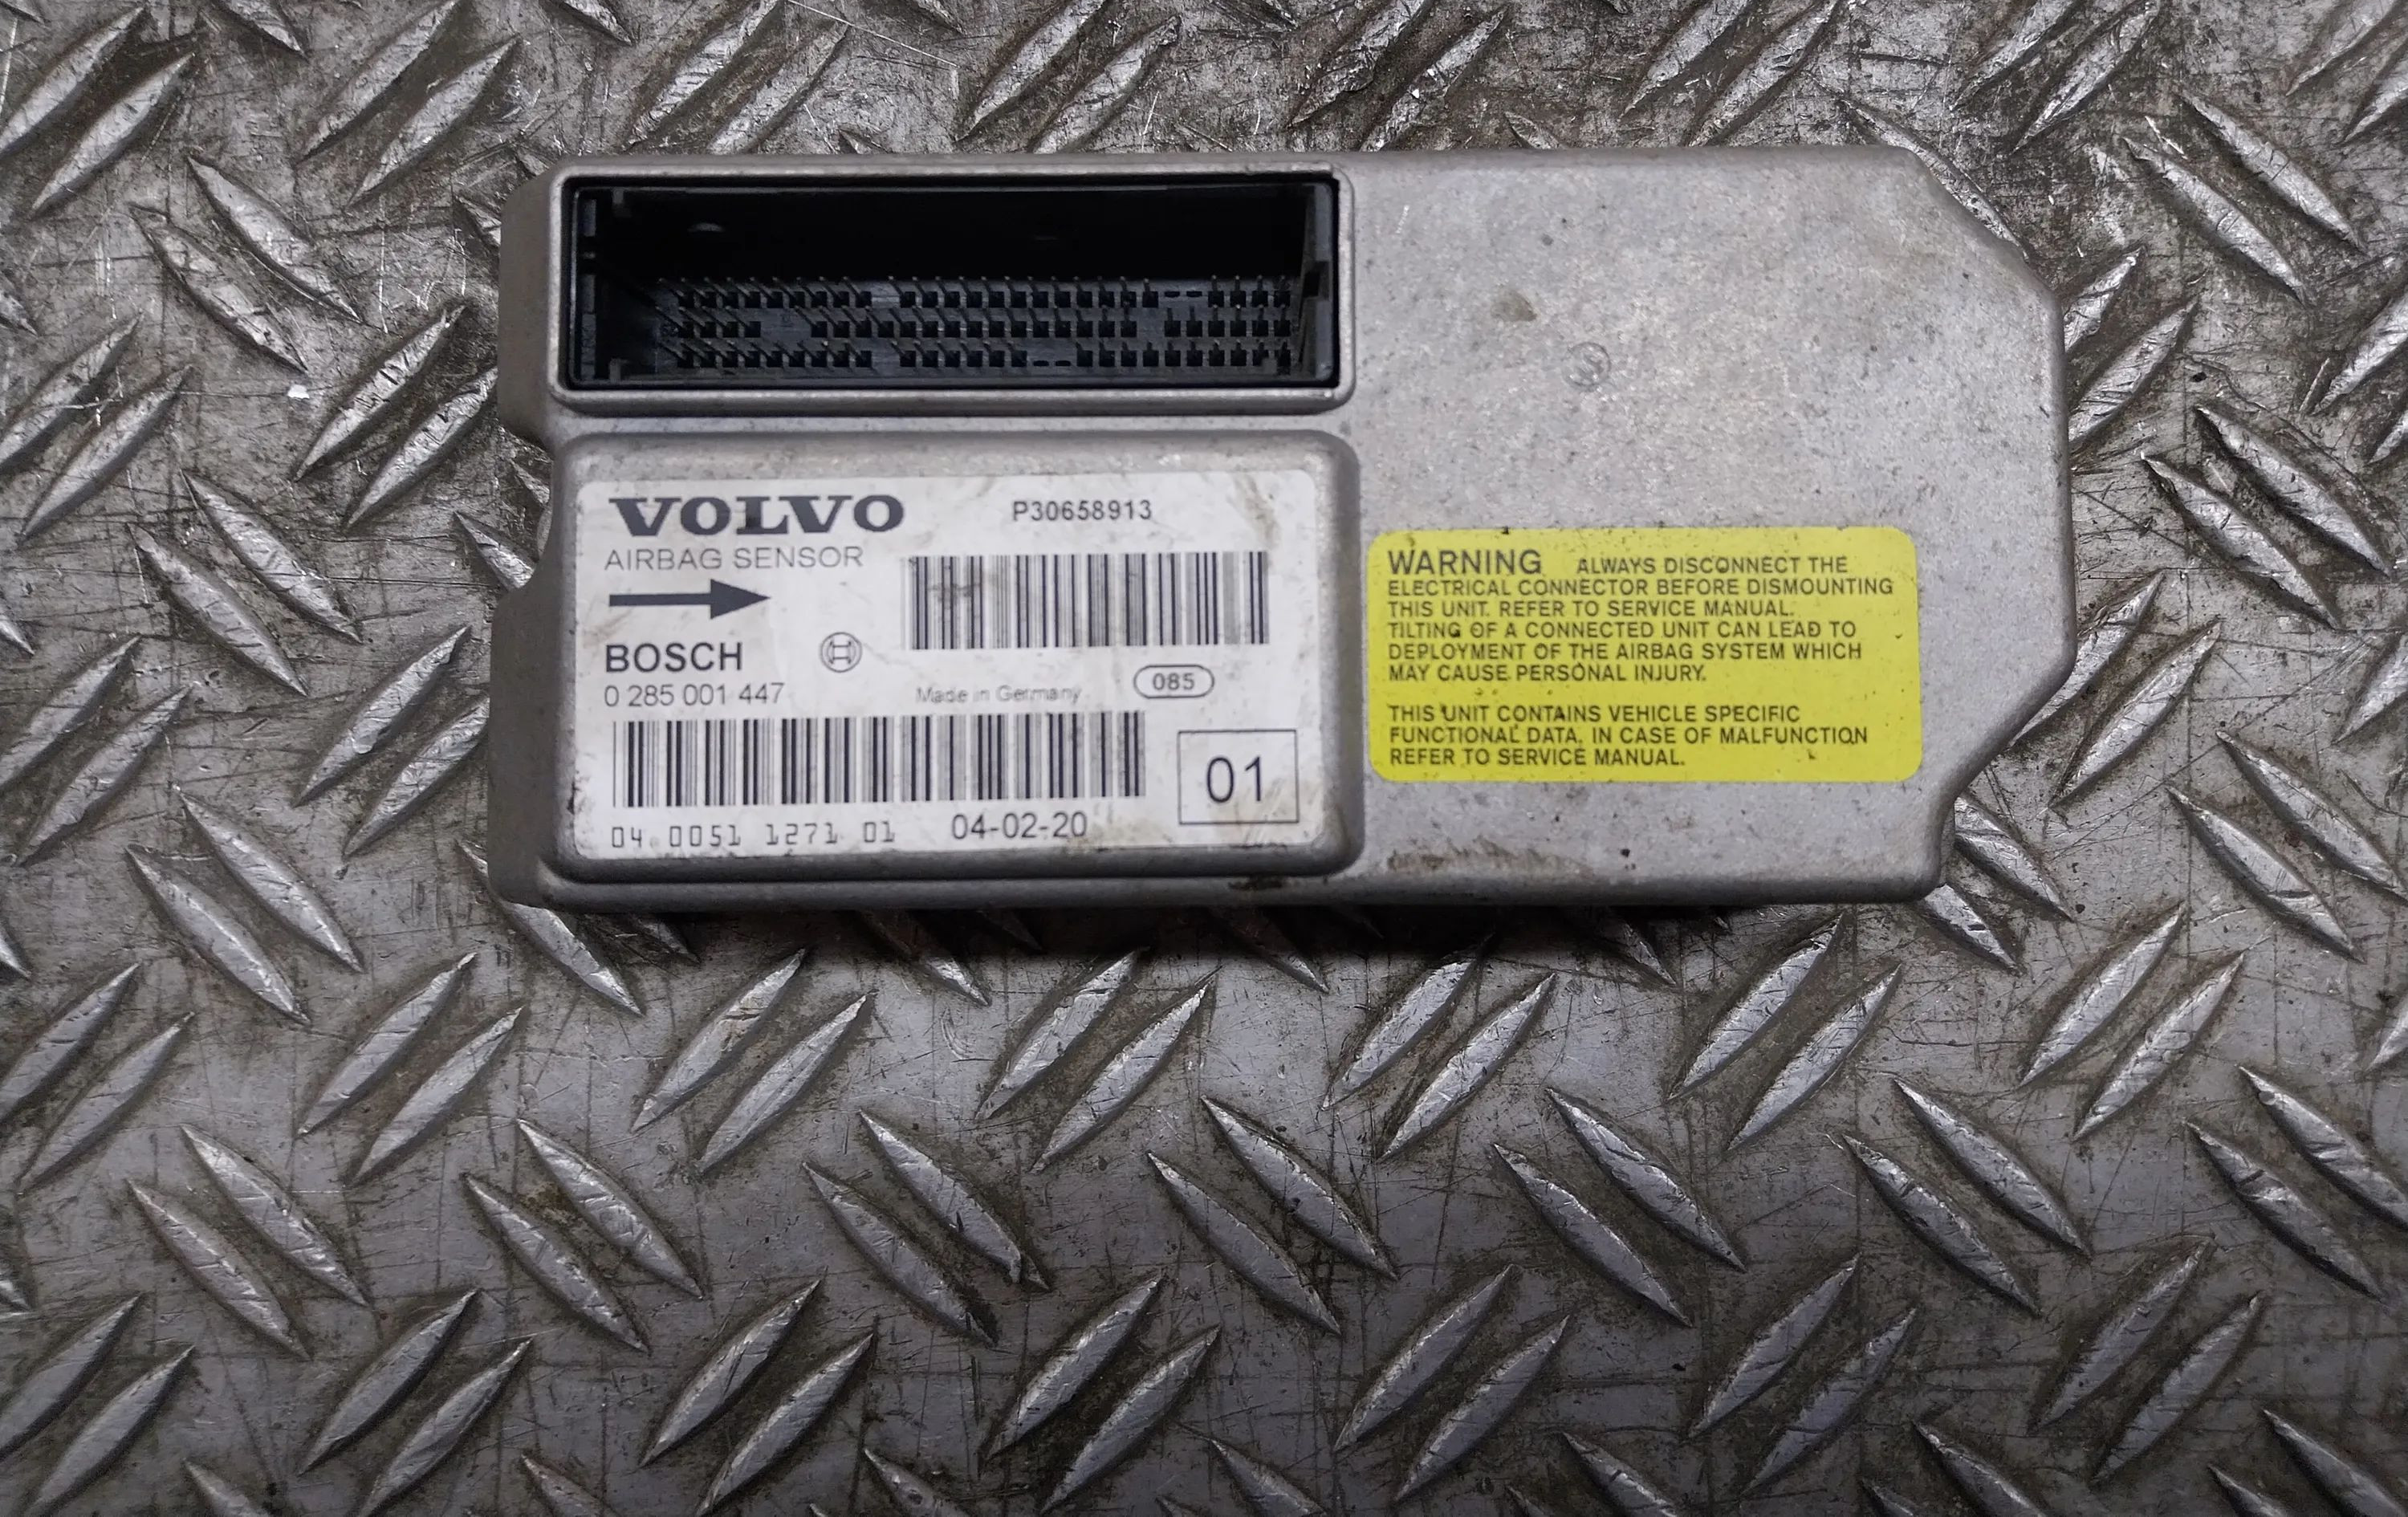 VOLVO
P30658913
AIRBAG SENSOR
BOSCH
0 285 001 447
Made in Germany
085
01
04 0051 1271 01
04-02-20
WARNING ALWAYS DISCONNECT THE
ELECTRICAL CONNECTOR BEFORE DISMOUNTING
THIS UNIT. REFER TO SERVICE MANUAL.
TILTING OF A CONNECTED UNIT CAN LEAD TO
DEPLOYMENT OF THE AIRBAG SYSTEM WHICH
MAY CAUSE PERSONAL INJURY.
THIS UNIT CONTAINS VEHICLE SPECIFIC
FUNCTIONAL DATA. IN CASE OF MALFUNCTION
REFER TO SERVICE MANUAL.